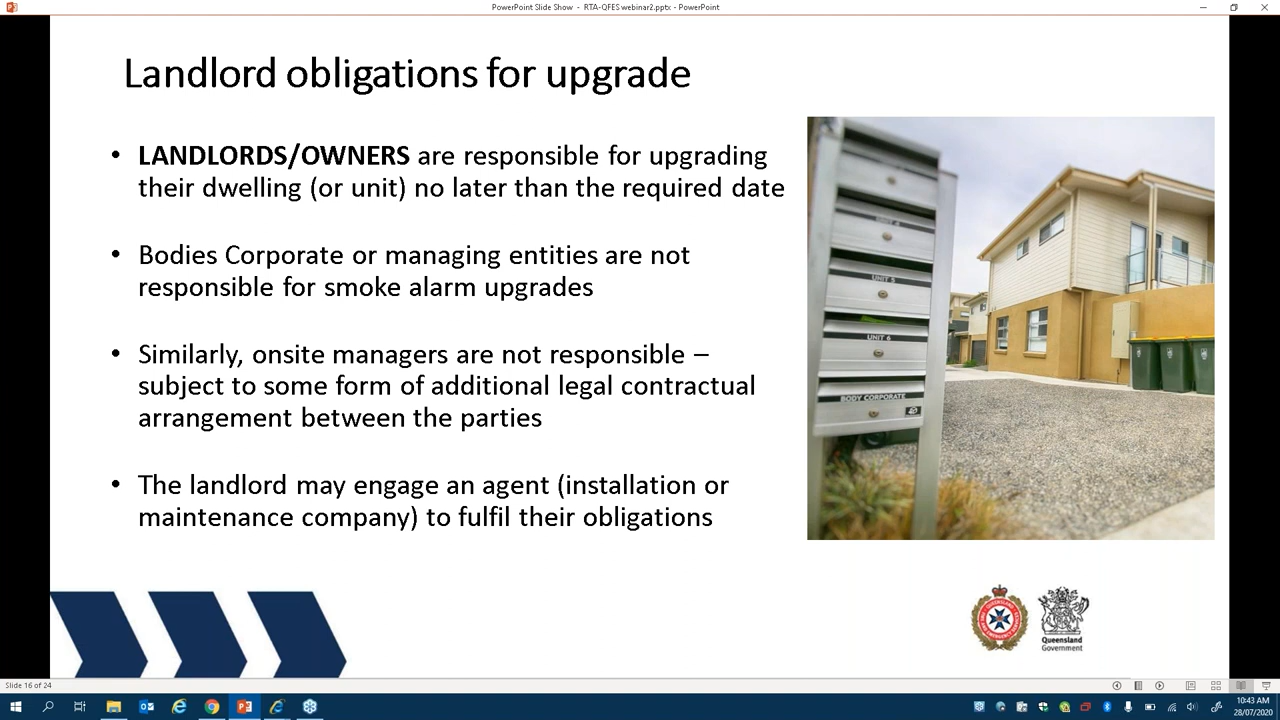 PowerPoint Slide Show - RTA-QFES webinar2.pptx - PowerPoint
Landlord obligations for upgrade
• LANDLORDS/OWNERS are responsible for upgrading
their dwelling (or unit) no later than the required date
• Bodies Corporate or managing entities are not
responsible for smoke alarm upgrades
• Similarly, onsite managers are not responsible –
subject to some form of additional legal contractual
arrangement between the parties
• The landlord may engage an agent (installation or
maintenance company) to fulfil their obligations
UNIT 5
UNIT 6
BODY CORPORATE
Queensland
Government
Slide 16 of 24
10:43 AM
28/07/2020